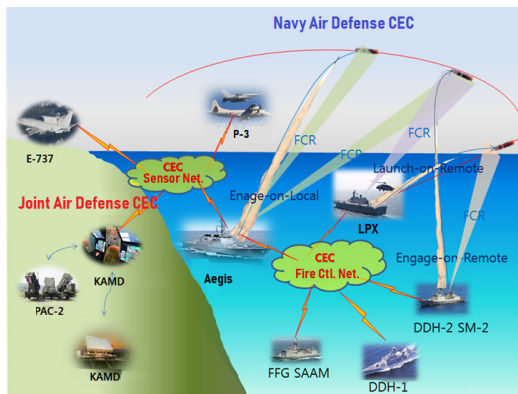 Navy Air Defense CEC
P-3
E-737
FCR
FCR
FCR
CEC
Sensor Net.
Launch-on-Remote
Enage-on-Local
Joint Air Defense CEC
FCR
LPX
KAMD
Aegis
CEC
Fire Ctl. Net.
Engage-on-Remote
PAC-2
DDH-2 SM-2
KAMD
FFG SAAM
DDH-1